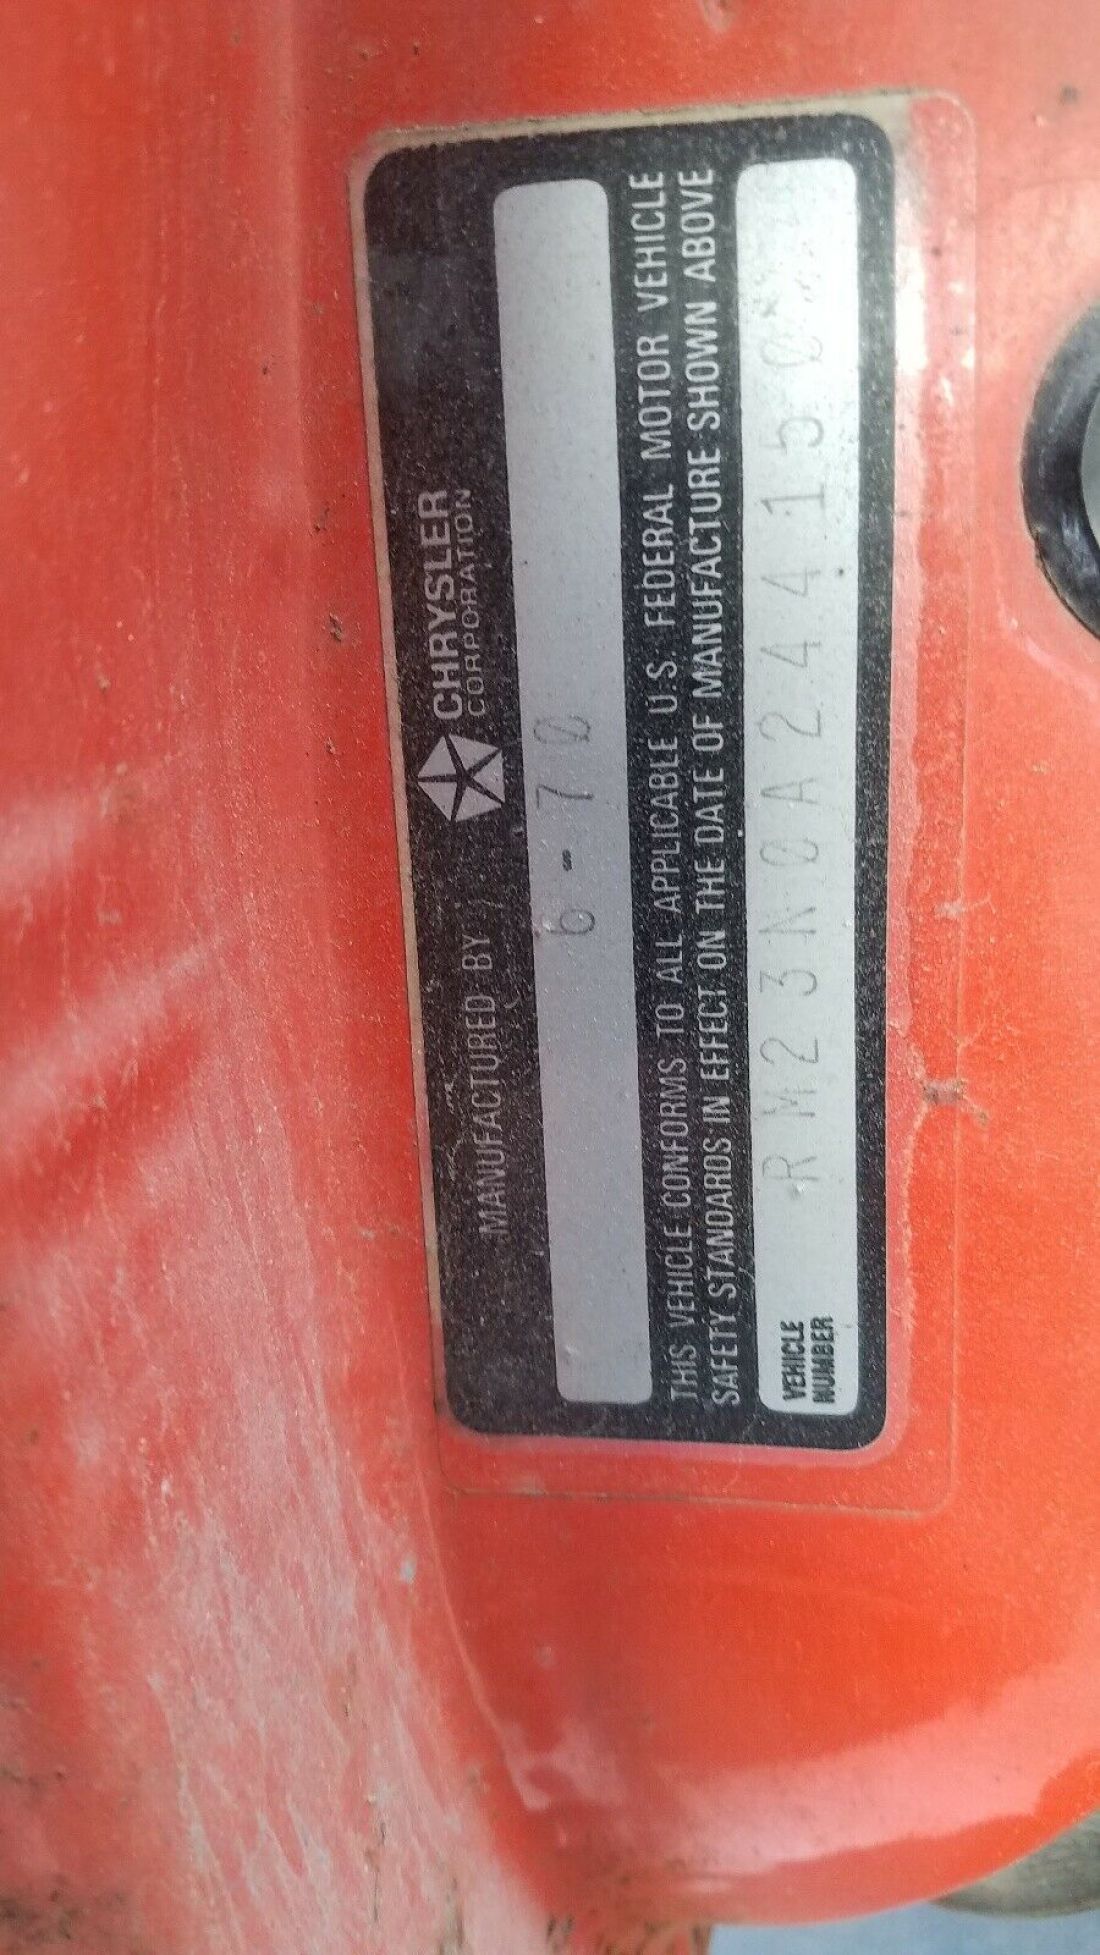 CHRYSLER
CORPORATION
MANUFACTURED BY
6-70
THIS VEHICLE CONFORMS TO ALL APPLICABLE U.S. FEDERAL MOTOR VEHICLE
SAFETY STANDARDS IN EFFECT ON THE DATE OF MANUFACTURE SHOWN ABOVE
VEHICLE
NUMBER
RM23N0A244150